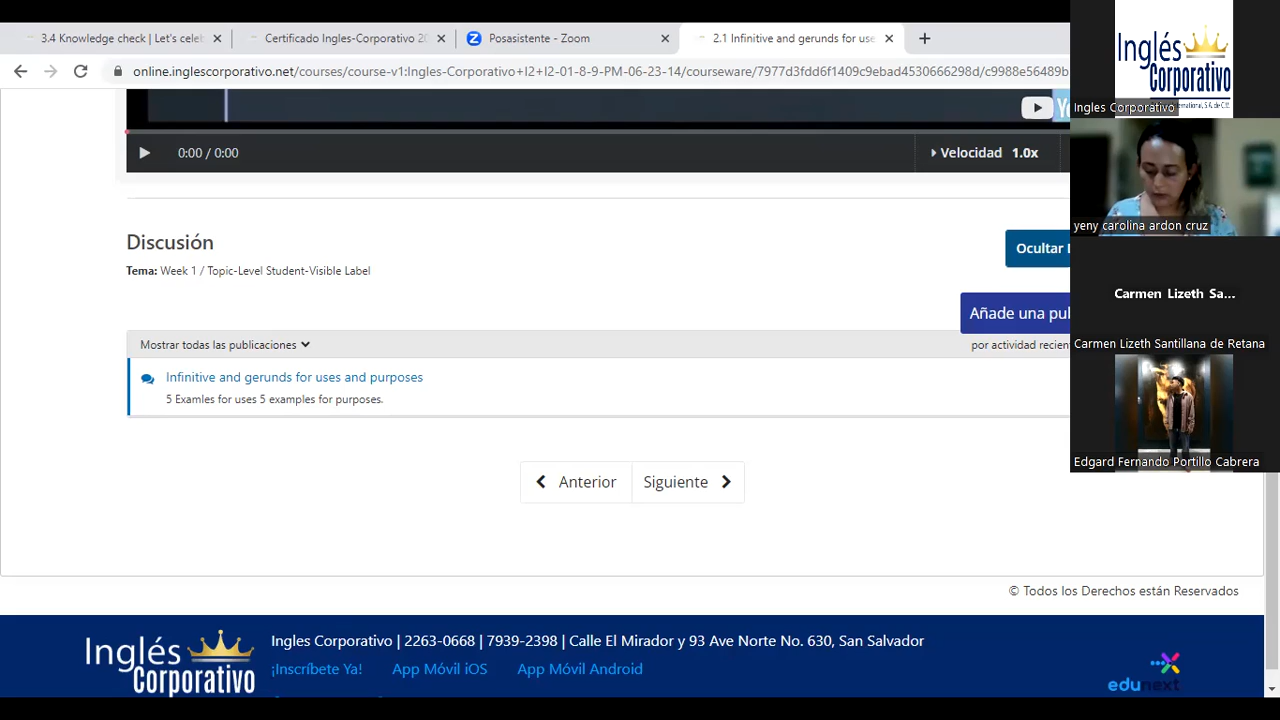 3.4 Knowledge check | Let's celeb
Certificado Ingles-Corporativo 20
Posasistente - Zoom
2.1 Infinitive and gerunds for use
online.inglescorporativo.net/courses/course-v1:Ingles-Corporativo+I2+I2-01-8-9-PM-06-23-14/courseware/7977d3fdd6f1409c9ebad4530666298d/c9988e56489b
0:00 / 0:00
Velocidad 1.0x
Discusión
Ocultar
Tema: Week 1 / Topic-Level Student-Visible Label
Añade una pul
Mostrar todas las publicaciones
por actividad recien
Infinitive and gerunds for uses and purposes
5 Examles for uses 5 examples for purposes.
Anterior
Siguiente
© Todos los Derechos están Reservados
Inglés
Corporativo
Ingles Corporativo | 2263-0668 | 7939-2398 | Calle El Mirador y 93 Ave Norte No. 630, San Salvador
¡Inscríbete Ya!
App Móvil iOS
App Móvil Android
edunext
Inglés
Corporativo
Ingles Corporativo
yeny carolina ardon cruz
Carmen Lizeth Sa...
Carmen Lizeth Santillana de Retana
Edgard Fernando Portillo Cabrera